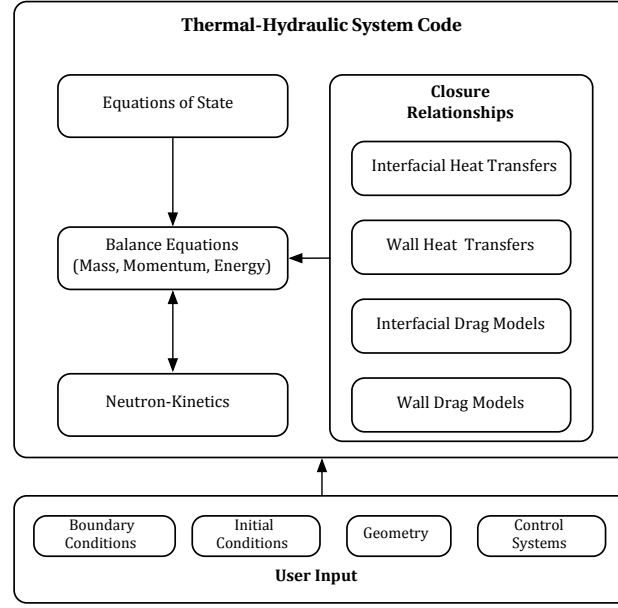 Thermal-Hydraulic System Code
Equations of State
Balance Equations
(Mass, Momentum, Energy)
Neutron-Kinetics
Closure
Relationships
Interfacial Heat Transfers
Wall Heat Transfers
Interfacial Drag Models
Wall Drag Models
Boundary
Conditions
Initial
Conditions
Geometry
Control
Systems
User Input